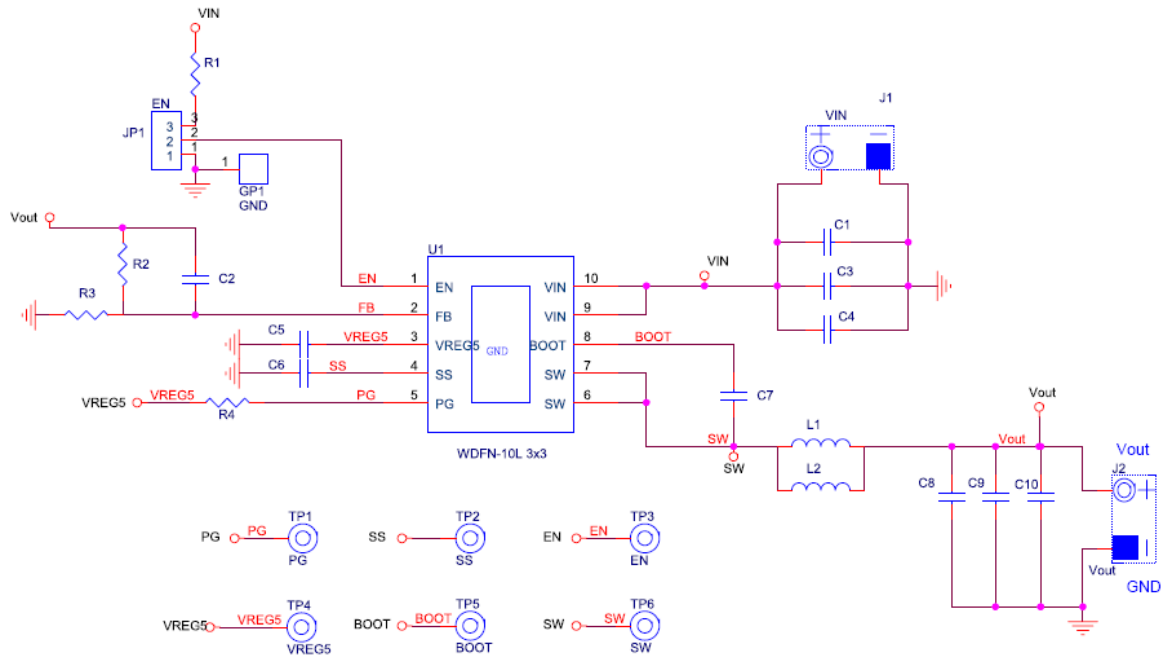 VIN
R1
EN
JP1
3
3
2
2
1
1
1
GP1
GND
J1
VIN
+
−
Vout
R2
C2
R3
C1
C3
C4
VIN
U1
EN 1 EN VIN 10
FB 2 FB VIN 9
C5 VREG5 3 VREG5 GND BOOT 8 BOOT
C6 SS 4 SS SW 7
VREG5 VREG5 R4 PG 5 PG SW 6
WDFN-10L 3x3
C7
SW
SW
L1
L2
Vout
Vout
C8
C9
C10
Vout
J2
+
−
Vout
GND
PG PG TP1
PG
SS TP2
SS
EN EN TP3
EN
VREG5 VREG5 TP4
VREG5
BOOT BOOT TP5
BOOT
SW SW TP6
SW